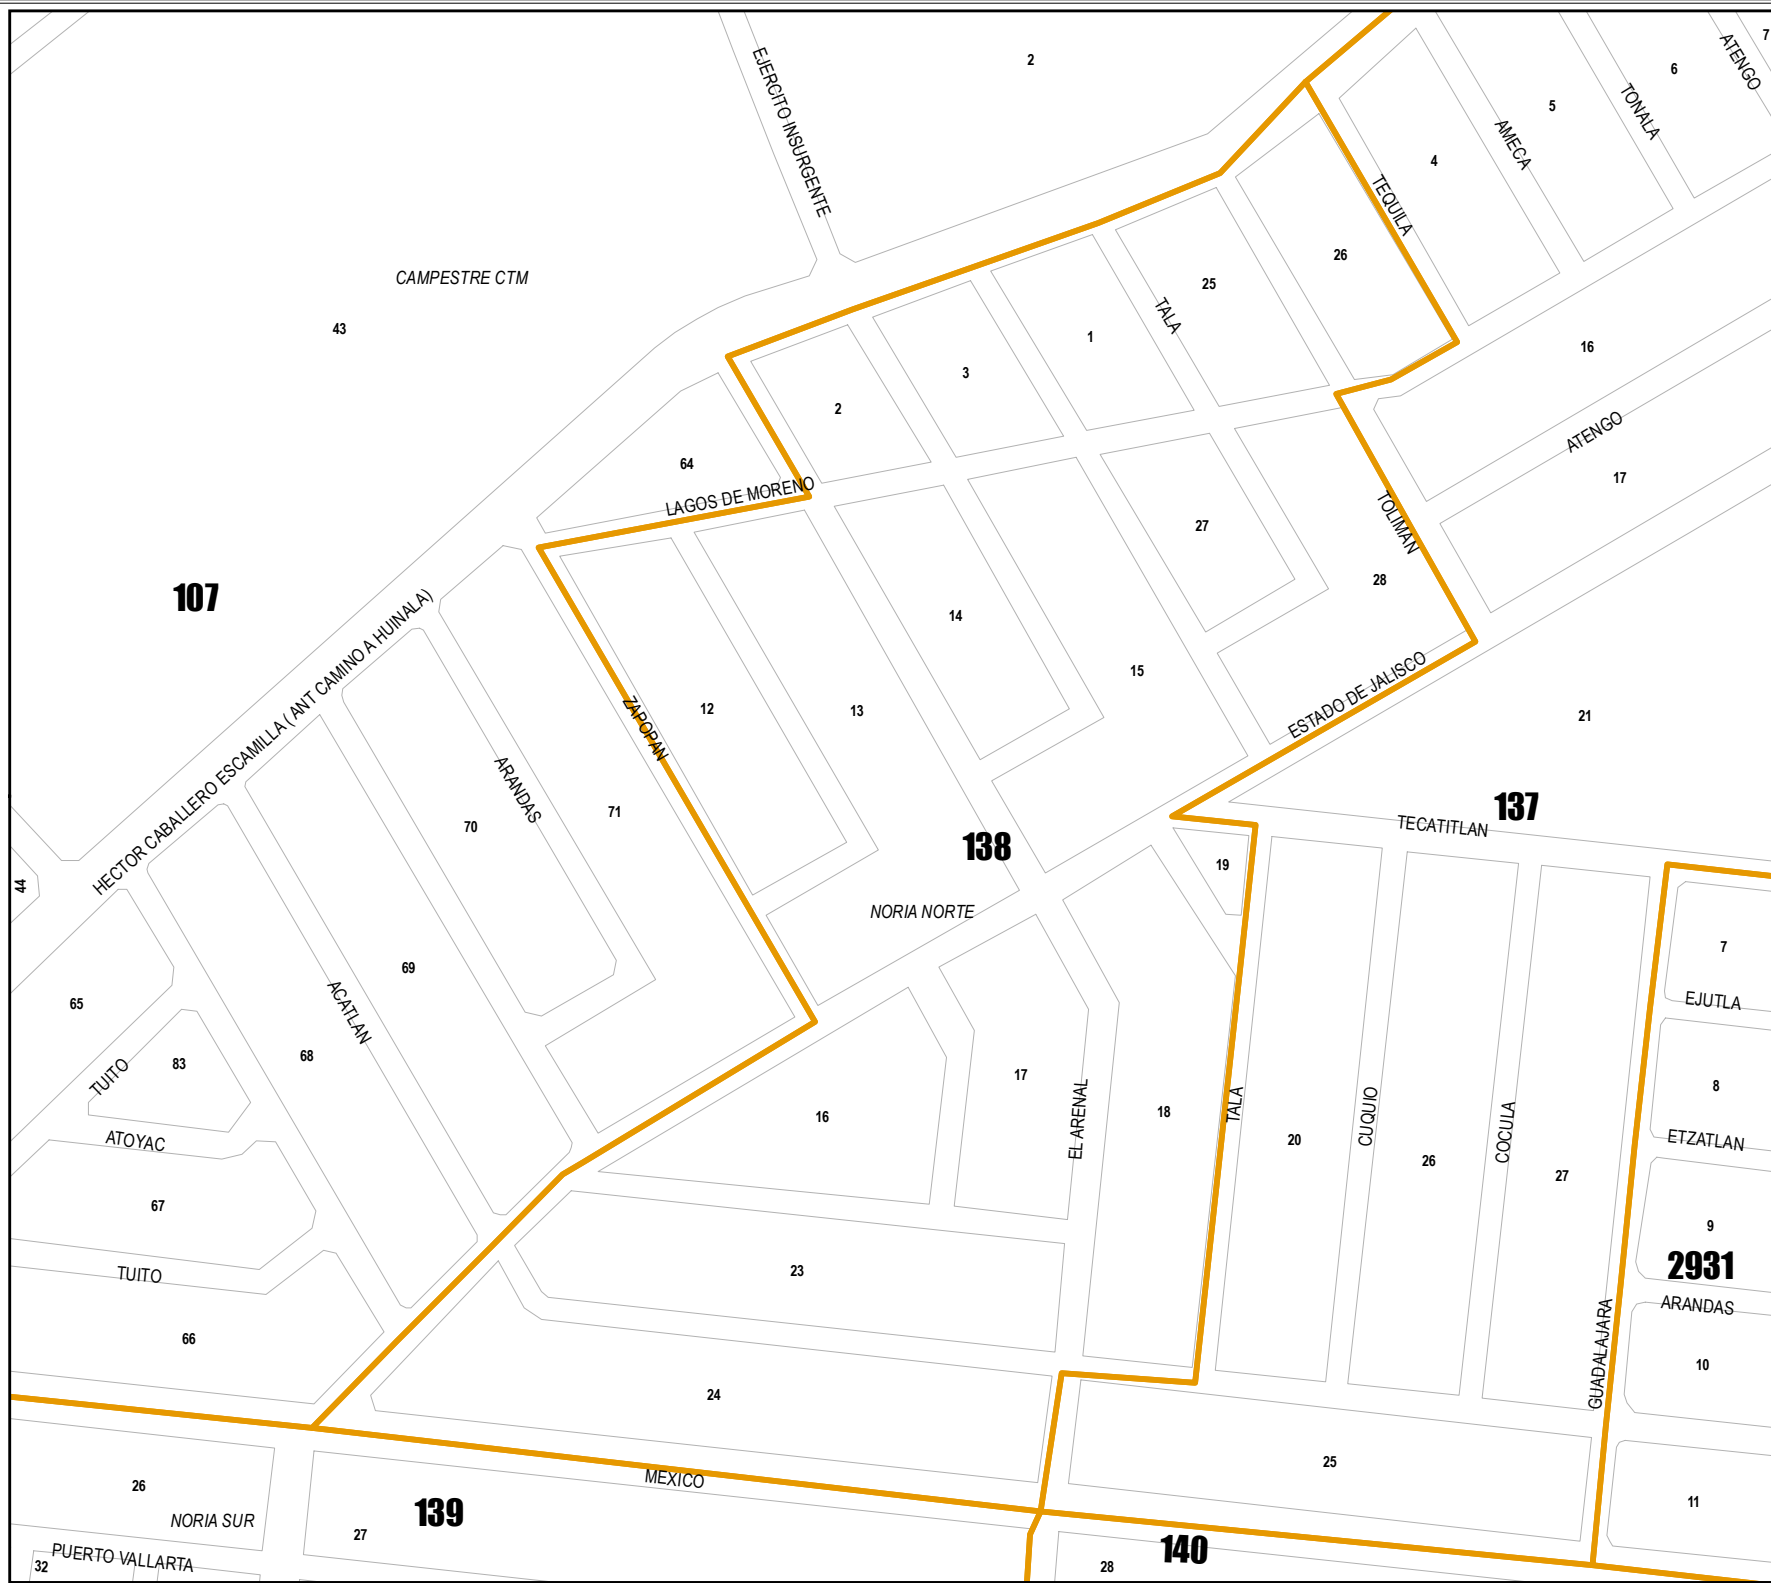 2
7
6
ATENGO
EJERCITO INSURGENTE
TONALA
5
AMECA
4
TEQUILA
26
CAMPESTRE CTM
25
TALA
43
1
16
3
2
ATENGO
64
LAGOS DE MORENO
17
TOLIMAN
27
28
107
HECTOR CABALLERO ESCAMILLA ( ANT CAMINO A HUINALA)
14
15
ESTADO DE JALISCO
12
13
21
ZAPOPAN
ARANDAS
71
70
138
137
TECATITLAN
19
44
NORIA NORTE
7
69
65
EJUTLA
ACATLAN
68
83
TUITO
17
16
EL ARENAL
18
TALA
20
CUQUIO
26
COCULA
27
8
ETZATLAN
ATOYAC
67
9
2931
TUITO
23
ARANDAS
66
GUADALAJARA
10
24
25
MEXICO
26
139
NORIA SUR
27
11
140
PUERTO VALLARTA
32
28